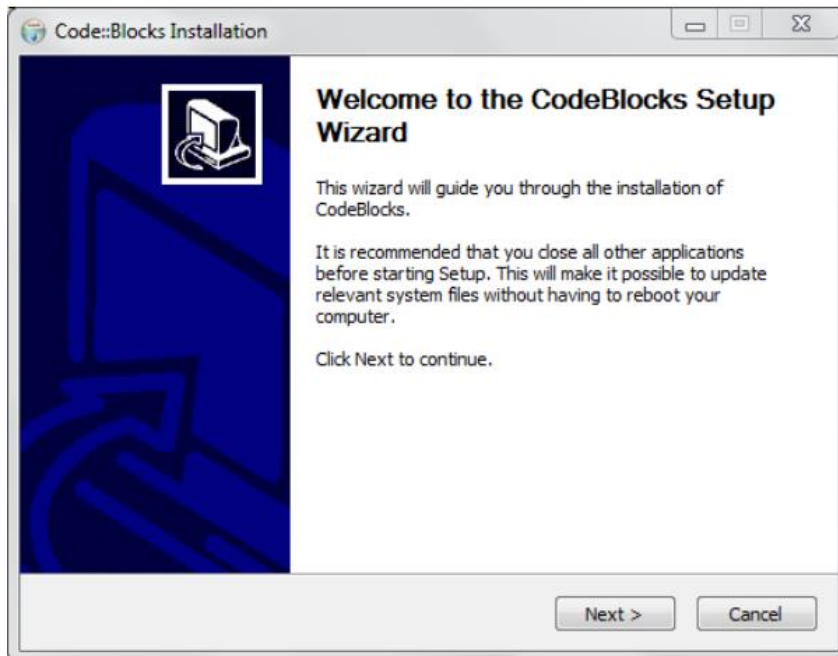 Code::Blocks Installation
Welcome to the CodeBlocks Setup
Wizard
This wizard will guide you through the installation of
CodeBlocks.
It is recommended that you close all other applications
before starting Setup. This will make it possible to update
relevant system files without having to reboot your
computer.
Click Next to continue.
Next >
Cancel